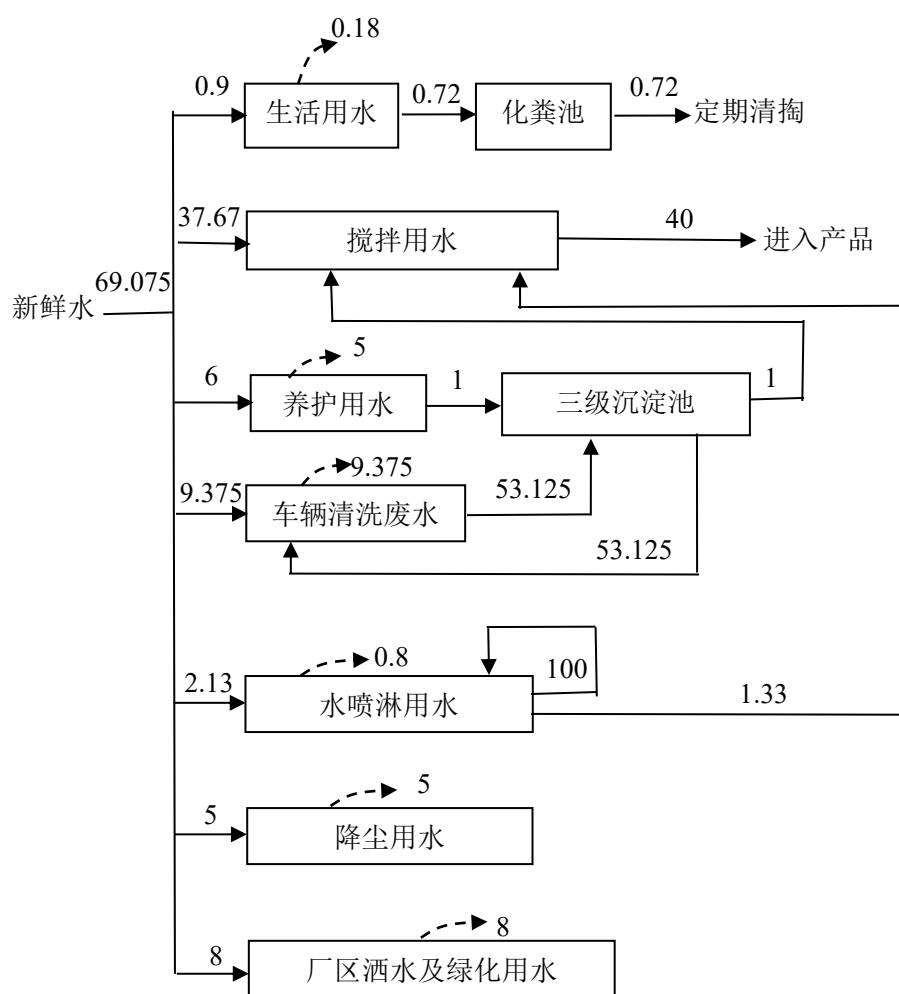 0.18
0.9
生活用水
0.72
化粪池
0.72
定期清掏
37.67
搅拌用水
40
进入产品
69.075
新鲜水
5
6
养护用水
1
三级沉淀池
1
9.375
9.375
车辆清洗废水
53.125
53.125
0.8
100
2.13
水喷淋用水
1.33
5
5
降尘用水
8
8
厂区洒水及绿化用水